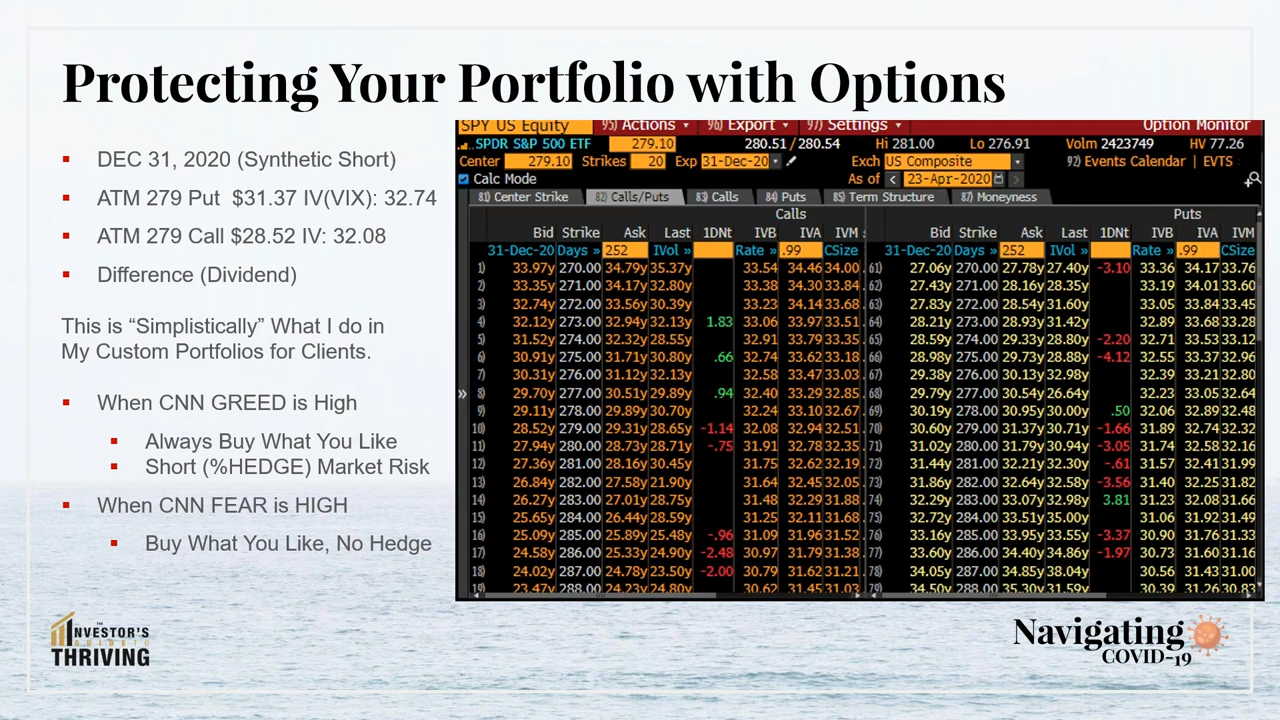 Protecting Your Portfolio with Options
▪ DEC 31, 2020 (Synthetic Short)
▪ ATM 279 Put $31.37 IV(VIX): 32.74
▪ ATM 279 Call $28.52 IV: 32.08
▪ Difference (Dividend)
This is “Simplistically” What I do in
My Custom Portfolios for Clients.
▪ When CNN GREED is High
▪ Always Buy What You Like
▪ Short (%HEDGE) Market Risk
▪ When CNN FEAR is HIGH
▪ Buy What You Like, No Hedge
SPY US Equity 95) Actions 96) Export 97) Settings Option Monitor
SPDR S&P 500 ETF 279.10 280.51 / 280.54 Hi 281.00 Lo 276.91 Volm 2423749 HV 77.26
Center 279.10 Strikes 20 Exp 31-Dec-20 Exch US Composite 92) Events Calendar | EVTS
Calc Mode As of 23-Apr-2020
81) Center Strike 82) Calls/Puts 83) Calls 84) Puts 85) Term Structure 87) Moneyness
Calls Puts
Bid Strike Ask Last 1DNt IVB IVA IVM Bid Strike Ask Last 1DNt IVB IVA IVM
31-Dec-20 Days » 252 IVol » Rate » .99 CSize 31-Dec-20 Days » 252 IVol » Rate » .99 CSize
1) 33.97y 270.00 34.79y 35.37y 33.54 34.46 34.00 61) 27.06y 270.00 27.78y 27.40y -3.10 33.36 34.17 33.76
2) 33.35y 271.00 34.17y 32.80y 33.38 34.30 33.84 62) 27.43y 271.00 28.16y 28.35y 33.19 34.01 33.60
3) 32.74y 272.00 33.56y 30.39y 33.23 34.14 33.68 63) 27.83y 272.00 28.54y 31.60y 33.05 33.84 33.45
4) 32.12y 273.00 32.94y 32.13y 1.83 33.06 33.97 33.51 64) 28.21y 273.00 28.93y 31.42y 32.89 33.68 33.28
5) 31.52y 274.00 32.32y 28.55y 32.91 33.79 33.35 65) 28.59y 274.00 29.33y 28.80y -2.20 32.71 33.53 33.12
6) 30.91y 275.00 31.71y 30.80y .66 32.74 33.62 33.18 66) 28.98y 275.00 29.73y 28.88y -4.12 32.55 33.37 32.96
7) 30.31y 276.00 31.12y 31.13y 32.58 33.47 33.03 67) 29.38y 276.00 30.13y 32.98y 32.39 33.21 32.80
8) 29.70y 277.00 30.51y 29.89y .94 32.40 33.29 32.85 68) 29.79y 277.00 30.54y 26.64y 32.23 33.05 32.64
9) 29.11y 278.00 29.89y 30.70y 32.24 33.10 32.67 69) 30.19y 278.00 30.95y 30.00y .50 32.06 32.89 32.48
10) 28.52y 279.00 29.31y 28.65y -1.14 32.08 32.94 32.51 70) 30.60y 279.00 31.37y 30.71y -1.66 31.89 32.74 32.32
11) 27.94y 280.00 28.73y 28.71y -.75 31.91 32.78 32.35 71) 31.02y 280.00 31.79y 30.94y -3.05 31.74 32.58 32.16
12) 27.36y 281.00 28.16y 30.45y 31.75 32.62 32.19 72) 31.44y 281.00 32.21y 32.30y -.61 31.57 32.41 31.99
13) 26.84y 282.00 27.58y 21.90y 31.64 32.45 32.05 73) 31.86y 282.00 32.64y 32.58y -3.56 31.40 32.25 31.82
14) 26.27y 283.00 27.01y 28.75y 31.48 32.29 31.88 74) 32.29y 283.00 33.07y 32.98y 3.81 31.23 32.08 31.66
15) 25.65y 284.00 26.44y 28.59y 31.25 32.11 31.68 75) 32.72y 284.00 33.51y 35.00y 31.06 31.92 31.49
16) 25.09y 285.00 25.89y 25.48y -.96 31.09 31.96 31.52 76) 33.16y 285.00 33.95y 33.55y -3.37 30.90 31.76 31.33
17) 24.58y 286.00 25.33y 24.90y -2.48 30.97 31.79 31.38 77) 33.60y 286.00 34.40y 34.86y -1.97 30.73 31.60 31.16
18) 24.02y 287.00 24.78y 23.50y -2.00 30.79 31.62 31.21 78) 34.05y 287.00 34.85y 38.04y 30.56 31.43 31.00
23.47y 288.00 24.23y 24.80y 30.62 31.45 31.03 34.50y 288.00 35.30y 31.59y 30.39 31.26 30.83
THE
INVESTOR'S
GUIDE TO
THRIVING
Navigating
COVID-19